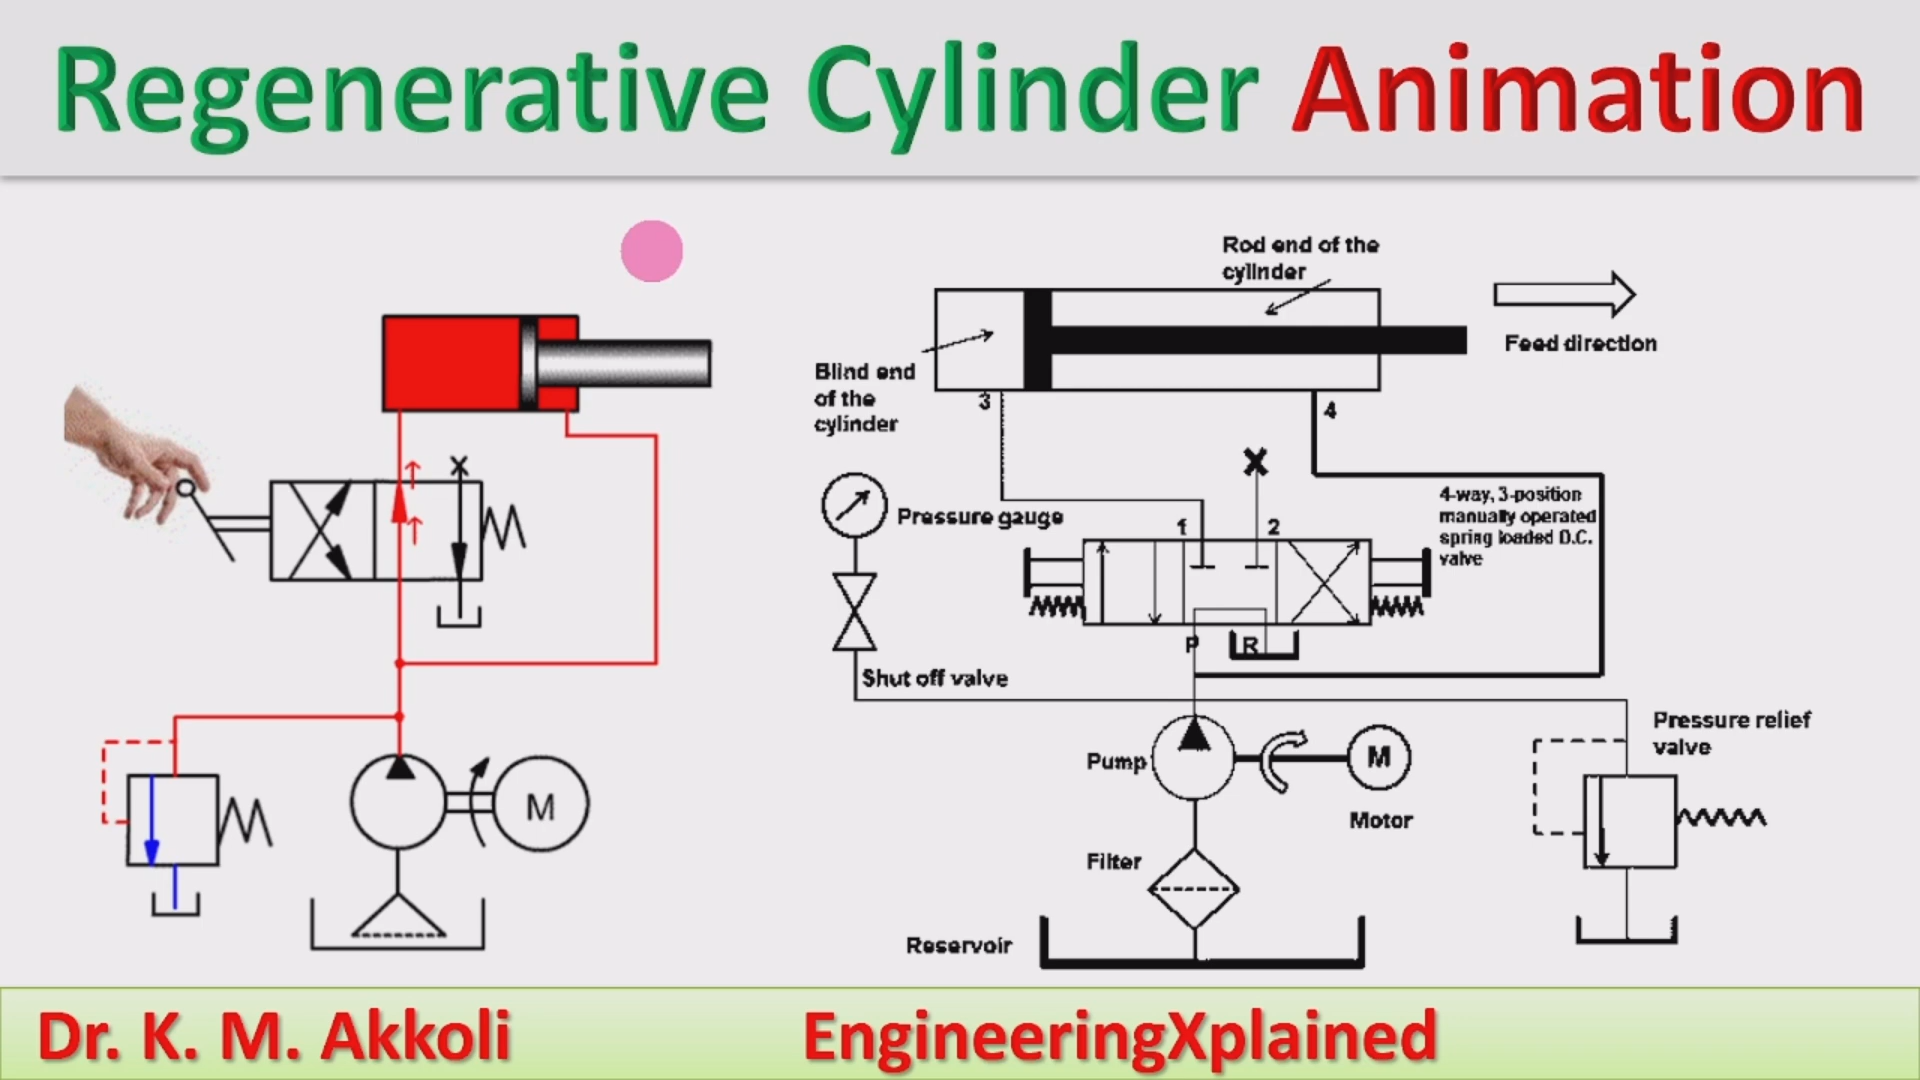 Regenerative Cylinder Animation
Rod end of the
cylinder
Feed direction
Blind end
of the
cylinder
3
4
X
X
Pressure gauge
1
2
4-way, 3-position
manually operated
spring loaded D.C.
valve
P
R
Shut off valve
Pressure relief
valve
Pump
M
Motor
M
Filter
Reservoir
Dr. K. M. Akkoli
EngineeringXplained